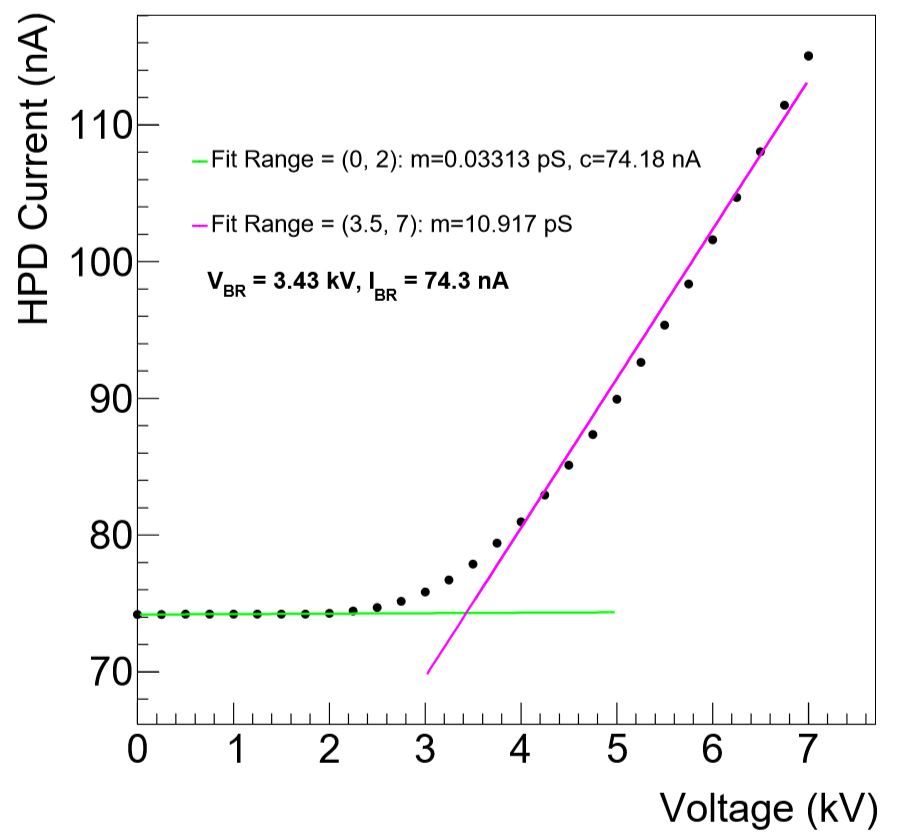 HPD Current (nA)
110
100
90
80
70
Fit Range = (0, 2): m=0.03313 pS, c=74.18 nA
Fit Range = (3.5, 7): m=10.917 pS
V_BR = 3.43 kV, I_BR = 74.3 nA
0 1 2 3 4 5 6 7
Voltage (kV)